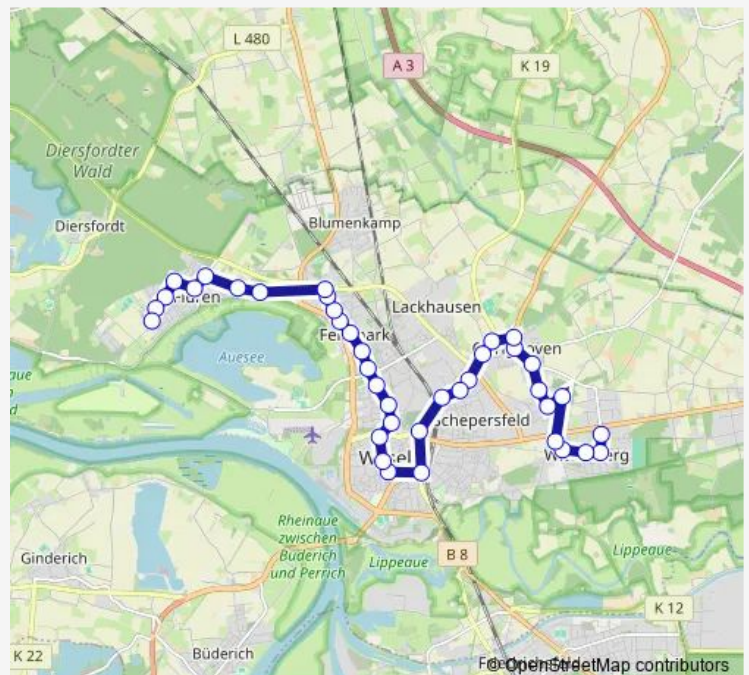 L 480
A 3
K 19
Diersfordter
Wald
Diersfordt
Blumenkamp
Lackhausen
Auesee
Schepersfeld
Wesel
Rheinaue
zwischen
Büderich
und Perrich
Lippeaue
B 8
Lippeaue
Ginderich
K 12
Büderich
K 22
© OpenStreetMap contributors